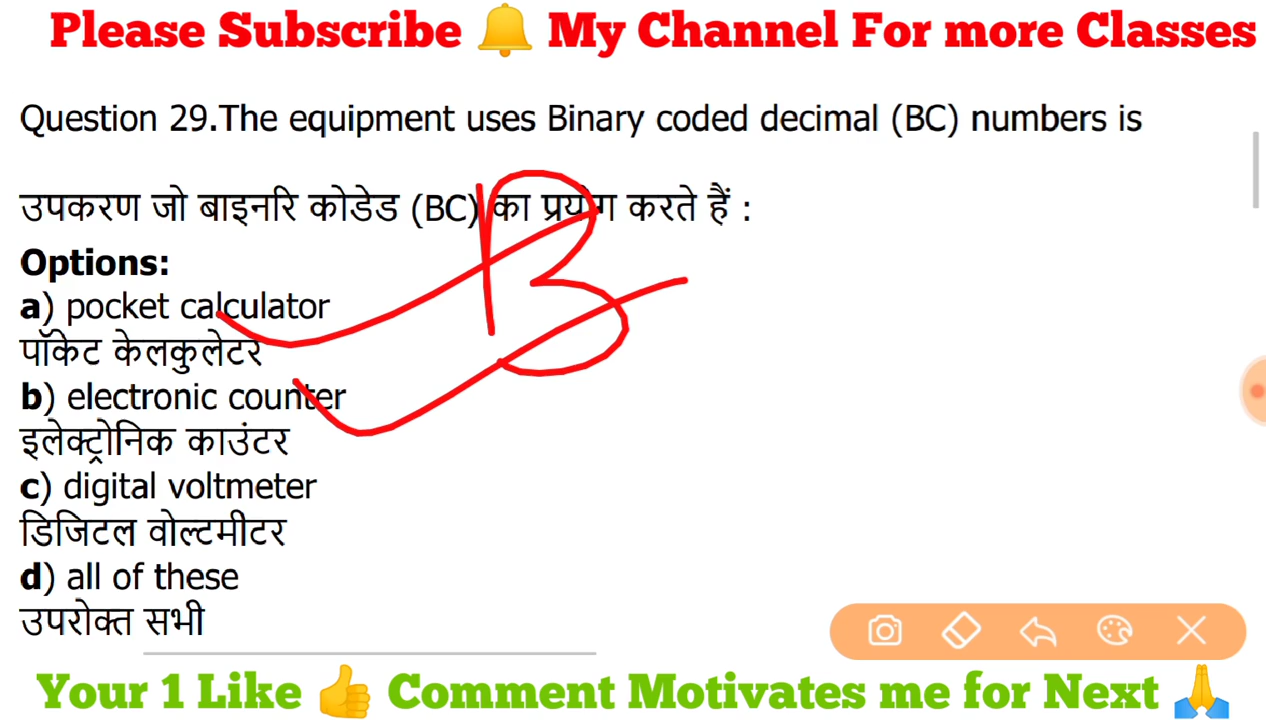 Please Subscribe 🔔 My Channel For more Classes
Question 29.The equipment uses Binary coded decimal (BC) numbers is
उपकरण जो बाइनरि कोडेड (BC) का प्रयोग करते हैं :
Options:
a) pocket calculator
पॉकेट केलकुलेटर
b) electronic counter
इलेक्ट्रोनिक काउंटर
c) digital voltmeter
डिजिटल वोल्टमीटर
d) all of these
उपरोक्त सभी
B
Your 1 Like 👍 Comment Motivates me for Next 🙏